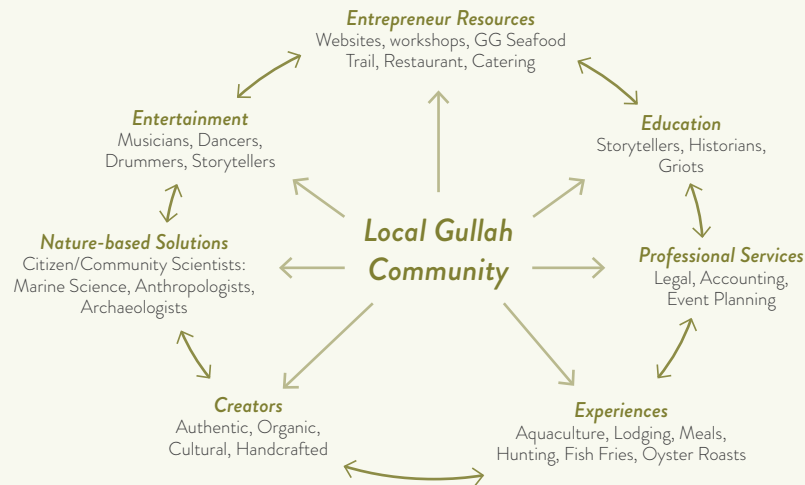 Entrepreneur Resources
Websites, workshops, GG Seafood
Trail, Restaurant, Catering
Entertainment
Musicians, Dancers,
Drummers, Storytellers
Education
Storytellers, Historians,
Griots
Local Gullah
Community
Nature-based Solutions
Citizen/Community Scientists:
Marine Science, Anthropologists,
Archaeologists
Professional Services
Legal, Accounting,
Event Planning
Creators
Authentic, Organic,
Cultural, Handcrafted
Experiences
Aquaculture, Lodging, Meals,
Hunting, Fish Fries, Oyster Roasts